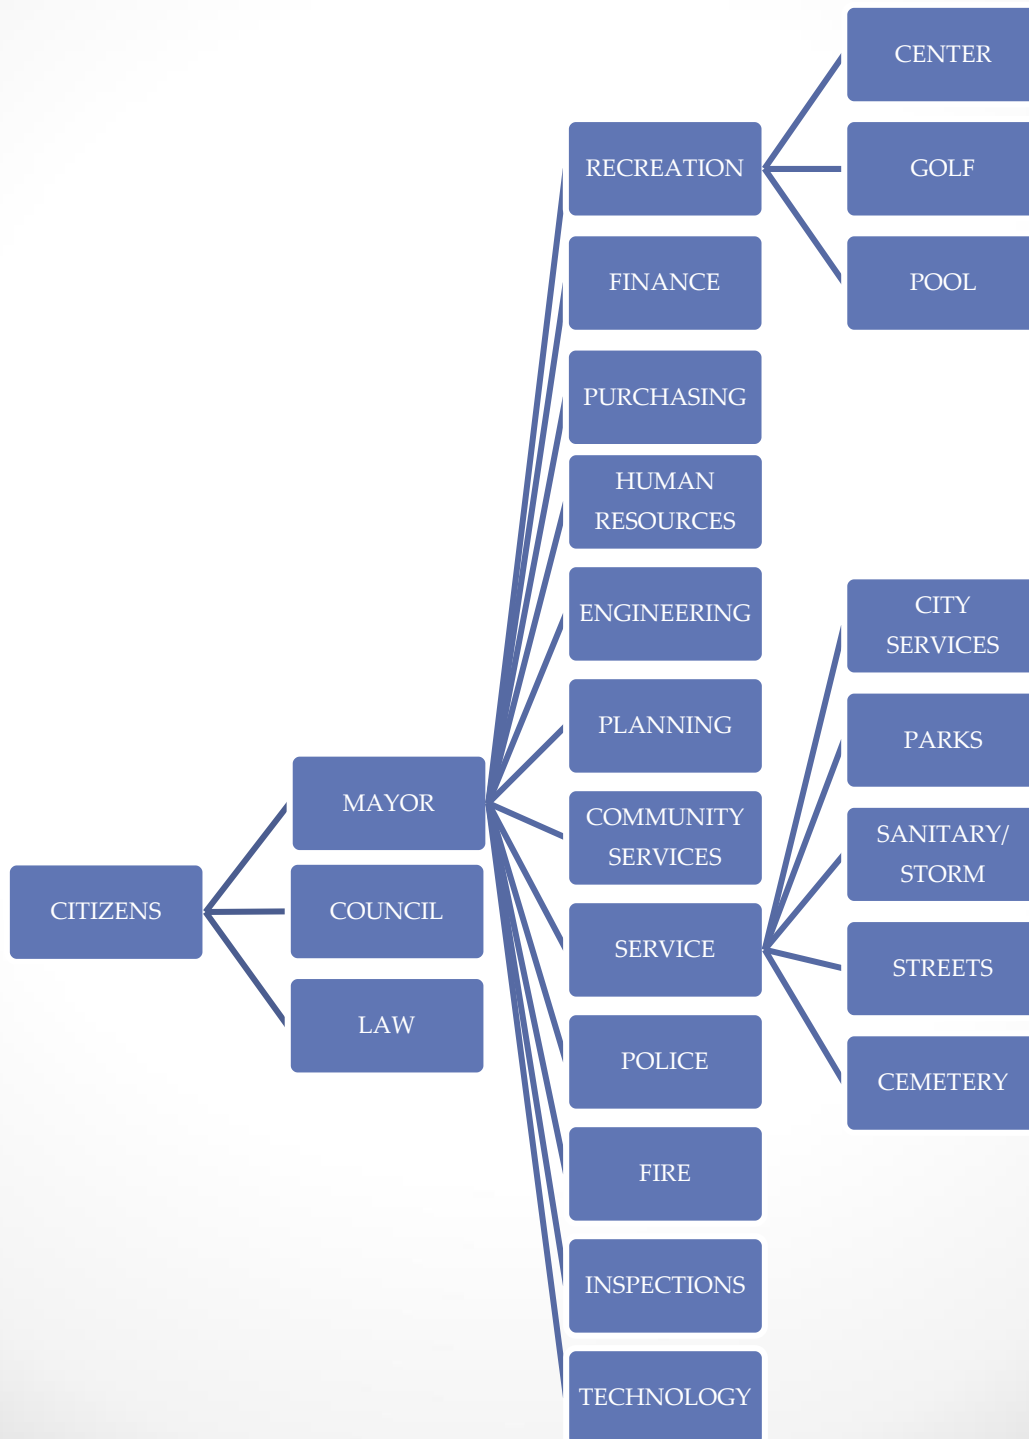 CITIZENS
MAYOR
COUNCIL
LAW
RECREATION
FINANCE
PURCHASING
HUMAN
RESOURCES
ENGINEERING
PLANNING
COMMUNITY
SERVICES
SERVICE
POLICE
FIRE
INSPECTIONS
TECHNOLOGY
CENTER
GOLF
POOL
CITY
SERVICES
PARKS
SANITARY/
STORM
STREETS
CEMETERY